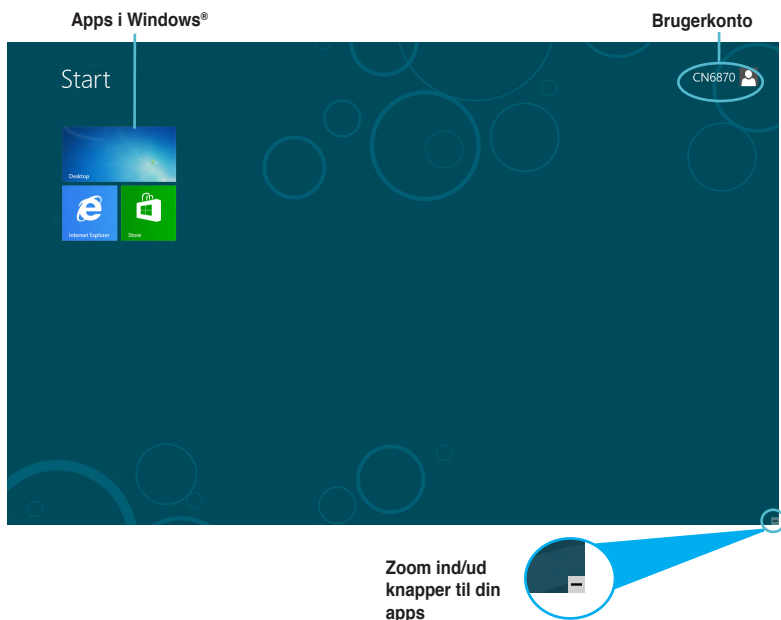 Apps i Windows®
Brugerkonto
Start
CN6870
Desktop
Internet Explorer
Store
Zoom ind/ud
knapper til din
apps